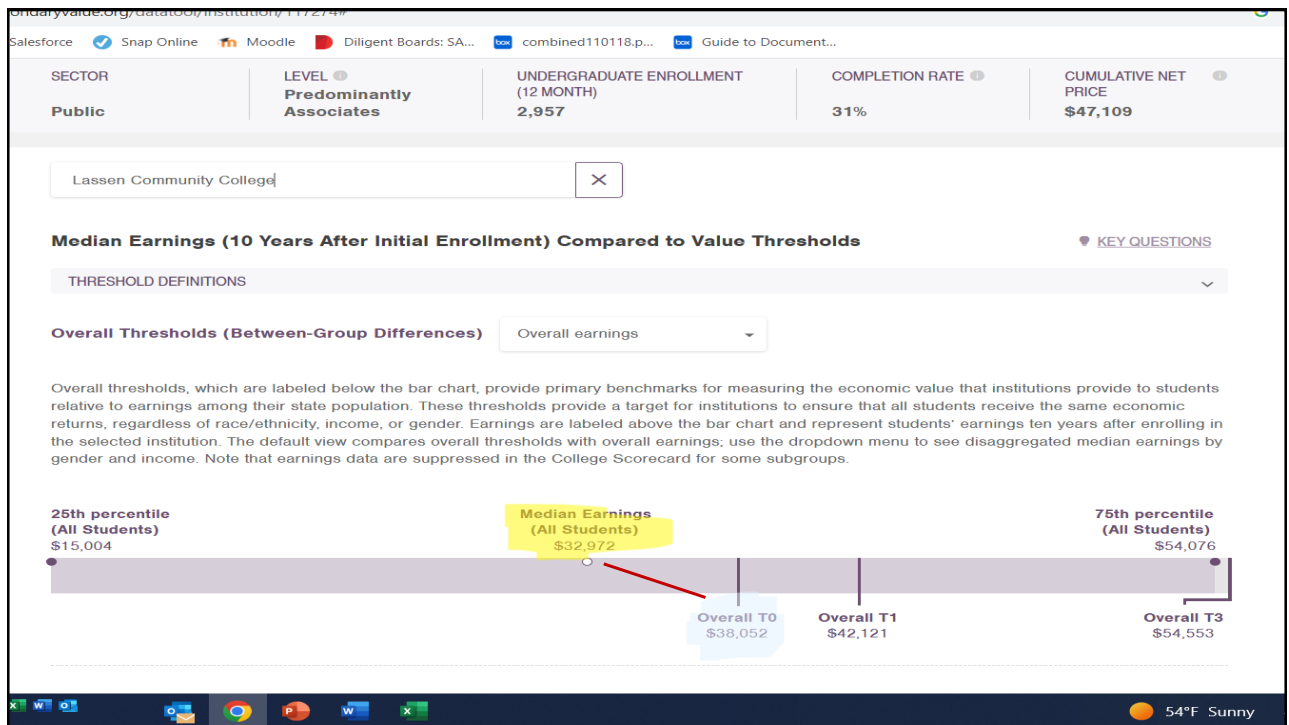 Salesforce Snap Online Moodle Diligent Boards: SA... box combined110118.p... box Guide to Document...
SECTOR LEVEL UNDERGRADUATE ENROLLMENT (12 MONTH) COMPLETION RATE CUMULATIVE NET PRICE
Public Predominantly Associates 2,957 31% $47,109
Lassen Community College
Median Earnings (10 Years After Initial Enrollment) Compared to Value Thresholds KEY QUESTIONS
THRESHOLD DEFINITIONS
Overall Thresholds (Between-Group Differences) Overall earnings
Overall thresholds, which are labeled below the bar chart, provide primary benchmarks for measuring the economic value that institutions provide to students
relative to earnings among their state population. These thresholds provide a target for institutions to ensure that all students receive the same economic
returns, regardless of race/ethnicity, income, or gender. Earnings are labeled above the bar chart and represent students' earnings ten years after enrolling in
the selected institution. The default view compares overall thresholds with overall earnings; use the dropdown menu to see disaggregated median earnings by
gender and income. Note that earnings data are suppressed in the College Scorecard for some subgroups.
25th percentile Median Earnings 75th percentile
(All Students) (All Students) (All Students)
$15,004 $32,972 $54,076
Overall T0 Overall T1 Overall T3
$38,052 $42,121 $54,553
54°F Sunny